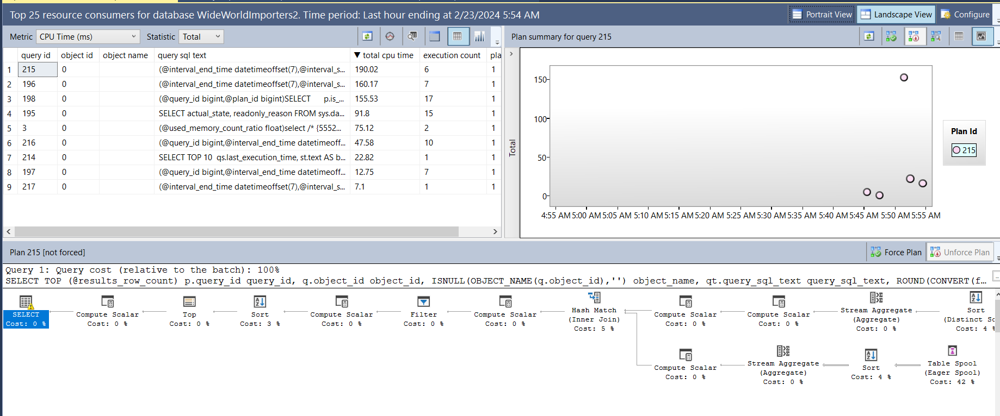 Top 25 resource consumers for database WideWorldImporters2. Time period: Last hour ending at 2/23/2024 5:54 AM
Portrait View
Landscape View
Configure
Metric CPU Time (ms) Statistic Total
query id object id object name query sql text ▼ total cpu time execution count pla
1 215 0 (@interval_end_time datetimeoffset(7),@interval_s... 190.02 6 1
2 196 0 (@interval_end_time datetimeoffset(7),@interval_s... 160.17 7 1
3 198 0 (@query_id bigint,@plan_id bigint)SELECT p.is_... 155.53 17 1
4 195 0 SELECT actual_state, readonly_reason FROM sys.da... 91.8 15 1
5 3 0 (@used_memory_count_ratio float)select /* {5552... 75.12 2 1
6 216 0 (@query_id bigint,@interval_end_time datetimeoff... 47.58 10 1
7 214 0 SELECT TOP 10 qs.last_execution_time, st.text AS b... 22.82 1 1
8 197 0 (@query_id bigint,@interval_end_time datetimeoff... 12.75 7 1
9 217 0 (@interval_end_time datetimeoffset(7),@interval_s... 7.1 1 1
Plan summary for query 215
Total
150
100
50
0
4:55 AM 5:00 AM 5:05 AM 5:10 AM 5:15 AM 5:20 AM 5:25 AM 5:30 AM 5:35 AM 5:40 AM 5:45 AM 5:50 AM 5:55 AM
Plan Id
215
Plan 215 [not forced]
Force Plan
Unforce Plan
Query 1: Query cost (relative to the batch): 100%
SELECT TOP (@results_row_count) p.query_id query_id, q.object_id object_id, ISNULL(OBJECT_NAME(q.object_id),'') object_name, qt.query_sql_text query_sql_text, ROUND(CONVERT(f...
SELECT
Cost: 0 %
Compute Scalar
Cost: 0 %
Top
Cost: 0 %
Sort
Cost: 3 %
Compute Scalar
Cost: 0 %
Filter
Cost: 0 %
Compute Scalar
Cost: 0 %
Hash Match
(Inner Join)
Cost: 5 %
Compute Scalar
Cost: 0 %
Compute Scalar
Cost: 0 %
Stream Aggregate
(Aggregate)
Cost: 0 %
Sort
(Distinct So
Cost: 4 %
Compute Scalar
Cost: 0 %
Stream Aggregate
(Aggregate)
Cost: 0 %
Sort
Cost: 4 %
Table Spool
(Eager Spool)
Cost: 42 %